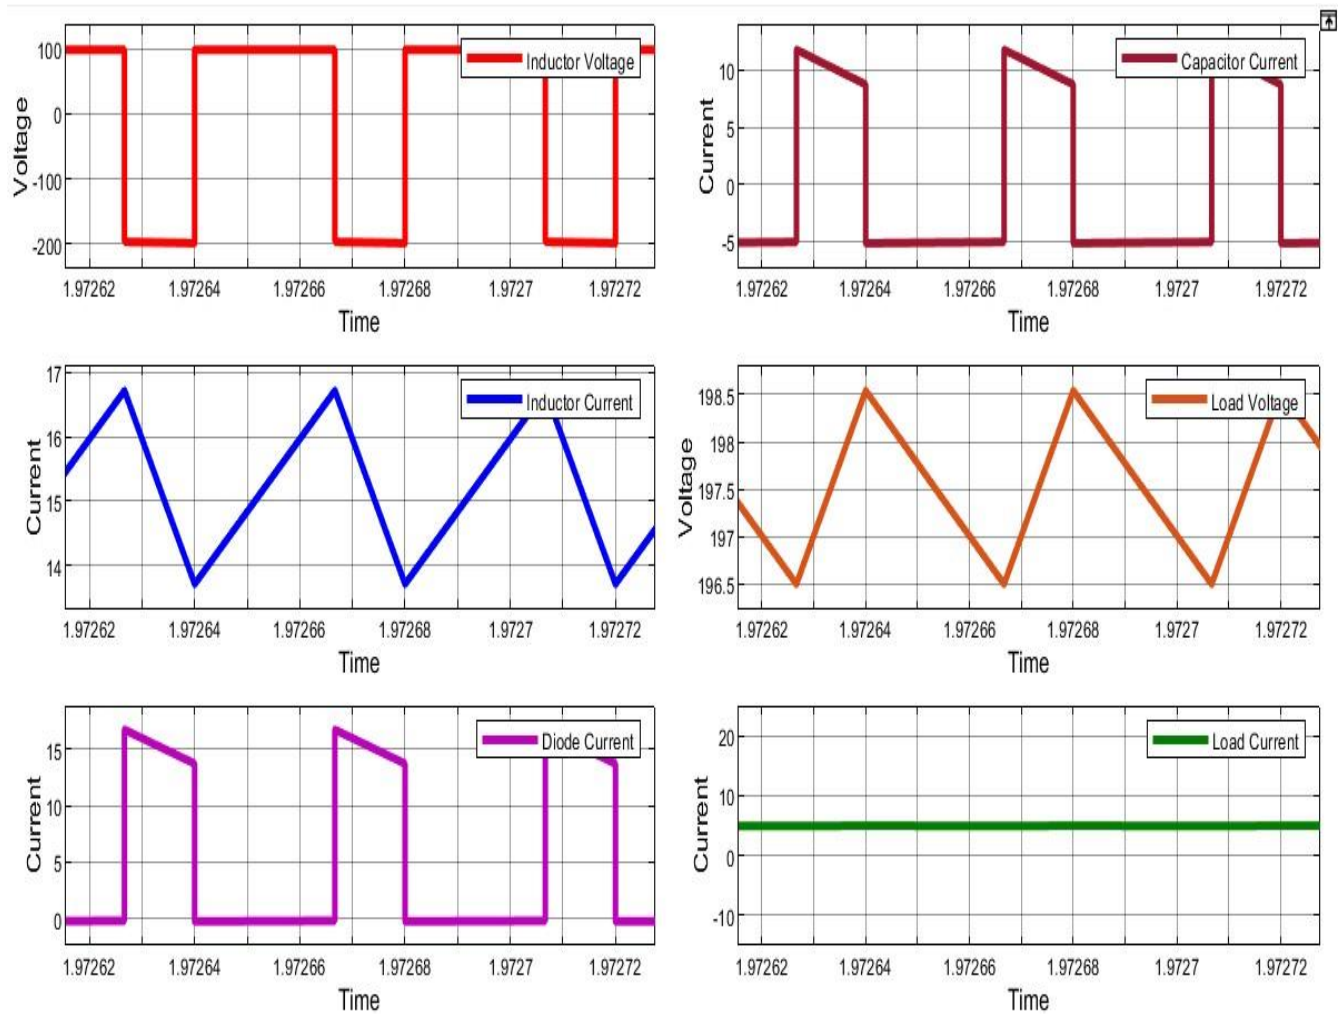 100
0
-100
-200
Voltage
Inductor Voltage
1.97262 1.97264 1.97266 1.97268 1.9727 1.97272
Time
10
5
0
-5
Current
Capacitor Current
1.97262 1.97264 1.97266 1.97268 1.9727 1.97272
Time
17
16
15
14
Current
Inductor Current
1.97262 1.97264 1.97266 1.97268 1.9727 1.97272
Time
198.5
198
197.5
197
196.5
Voltage
Load Voltage
1.97262 1.97264 1.97266 1.97268 1.9727 1.97272
Time
15
10
5
0
Current
Diode Current
1.97262 1.97264 1.97266 1.97268 1.9727 1.97272
Time
20
10
0
-10
Current
Load Current
1.97262 1.97264 1.97266 1.97268 1.9727 1.97272
Time